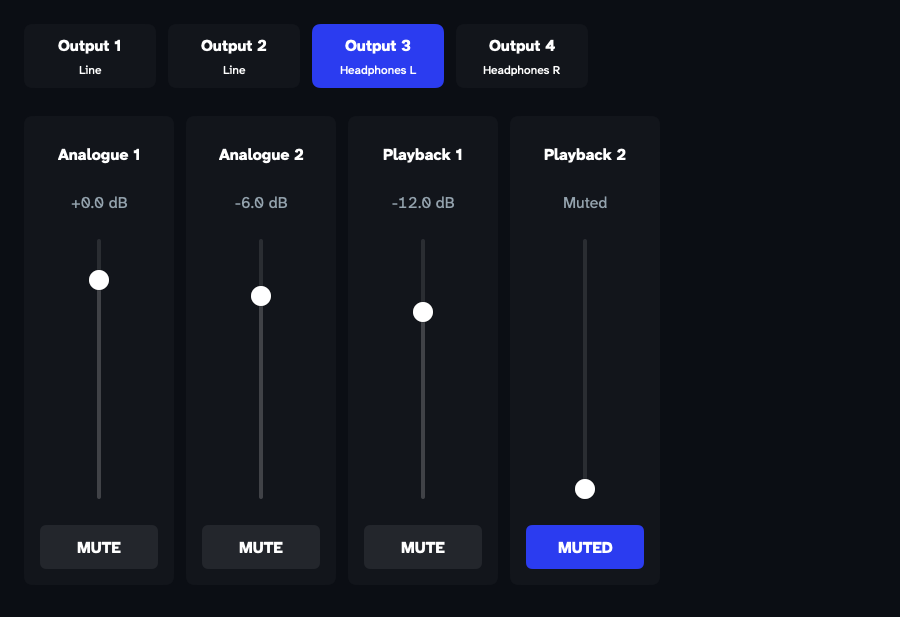 Output 1
Line
Output 2
Line
Output 3
Headphones L
Output 4
Headphones R
Analogue 1
+0.0 dB
MUTE
Analogue 2
-6.0 dB
MUTE
Playback 1
-12.0 dB
MUTE
Playback 2
Muted
MUTED